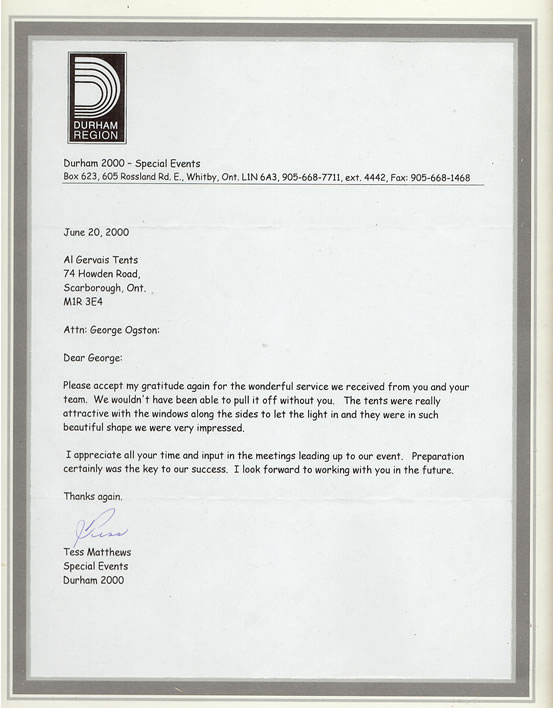 DURHAM
REGION
Durham 2000 – Special Events
Box 623, 605 Rossland Rd. E., Whitby, Ont. L1N 6A3, 905-668-7711, ext. 4442, Fax: 905-668-1468
June 20, 2000
Al Gervais Tents
74 Howden Road,
Scarborough, Ont.
M1R 3E4
Attn: George Ogston:
Dear George:
Please accept my gratitude again for the wonderful service we received from you and your
team. We wouldn't have been able to pull it off without you. The tents were really
attractive with the windows along the sides to let the light in and they were in such
beautiful shape we were very impressed.
I appreciate all your time and input in the meetings leading up to our event. Preparation
certainly was the key to our success. I look forward to working with you in the future.
Thanks again.
Tess
Tess Matthews
Special Events
Durham 2000